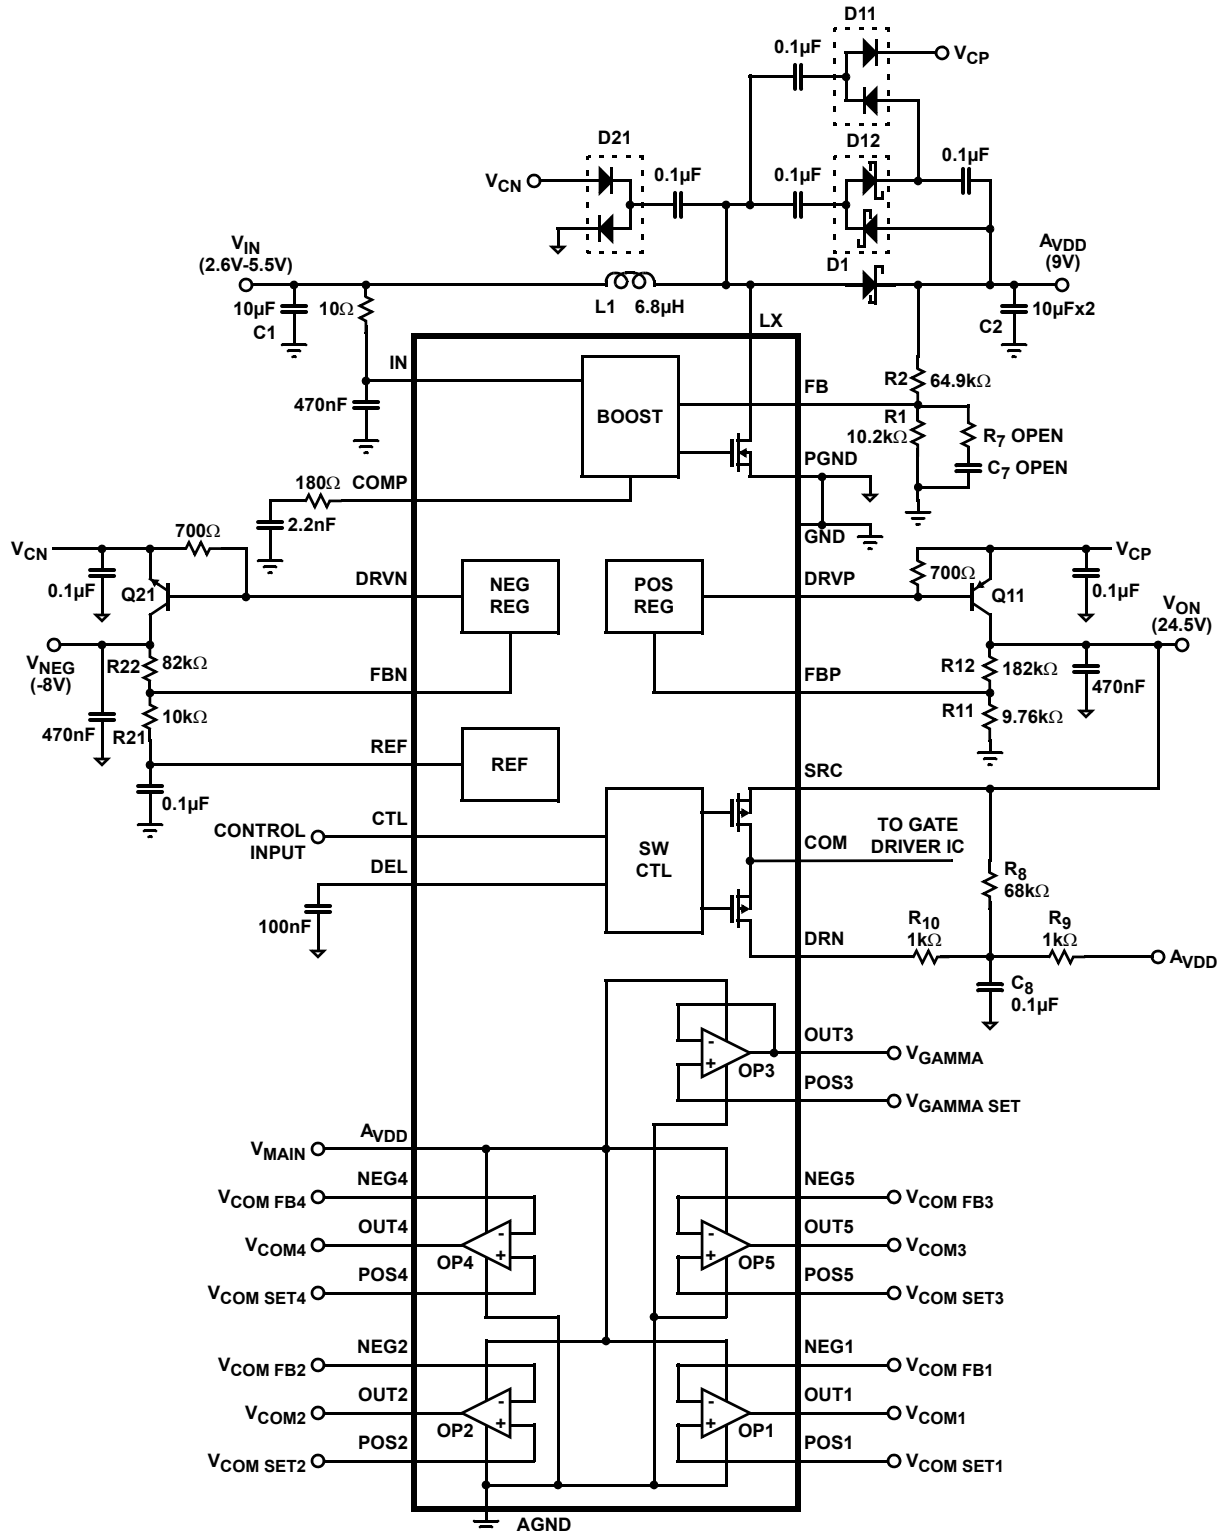 D11
0.1µF
VCP
D21
D12
0.1µF
0.1µF
0.1µF
VCN
VIN
(2.6V-5.5V)
D1
AVDD
(9V)
10µF
C1
10Ω
L1 6.8µH
LX
C2
10µFx2
IN
470nF
BOOST
FB
R2
64.9kΩ
R1
10.2kΩ
R7 OPEN
C7 OPEN
PGND
180Ω
COMP
2.2nF
GND
VCN
700Ω
0.1µF
Q21
DRVN
NEG
REG
POS
REG
DRVP
700Ω
Q11
VCP
0.1µF
VON
(24.5V)
VNEG
(-8V)
R22
82kΩ
FBN
FBP
R12
182kΩ
470nF
470nF
R21
10kΩ
R11
9.76kΩ
REF
REF
0.1µF
SRC
CONTROL
INPUT
CTL
SW
CTL
COM
TO GATE
DRIVER IC
DEL
100nF
R8
68kΩ
DRN
R10
1kΩ
R9
1kΩ
AVDD
C8
0.1µF
-
+
OP3
OUT3
VGAMMA
POS3
VGAMMA SET
VMAIN
AVDD
VCOM FB4
NEG4
NEG5
VCOM FB3
VCOM4
OUT4
-
+
OP4
-
+
OP5
OUT5
VCOM3
VCOM SET4
POS4
POS5
VCOM SET3
VCOM FB2
NEG2
NEG1
VCOM FB1
VCOM2
OUT2
-
+
OP2
-
+
OP1
OUT1
VCOM1
VCOM SET2
POS2
POS1
VCOM SET1
AGND